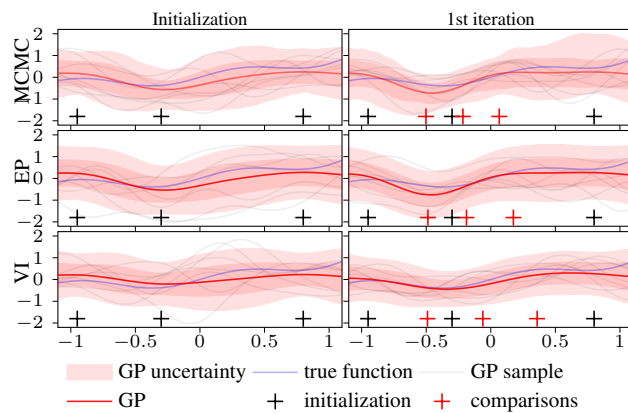 Initialization 1st iteration
MCMC
2
1
0
−1
−2
EP
2
1
0
−1
−2
VI
2
1
0
−1
−2
−1 −0.5 0 0.5 1 −1 −0.5 0 0.5 1
GP uncertainty true function GP sample
GP initialization comparisons